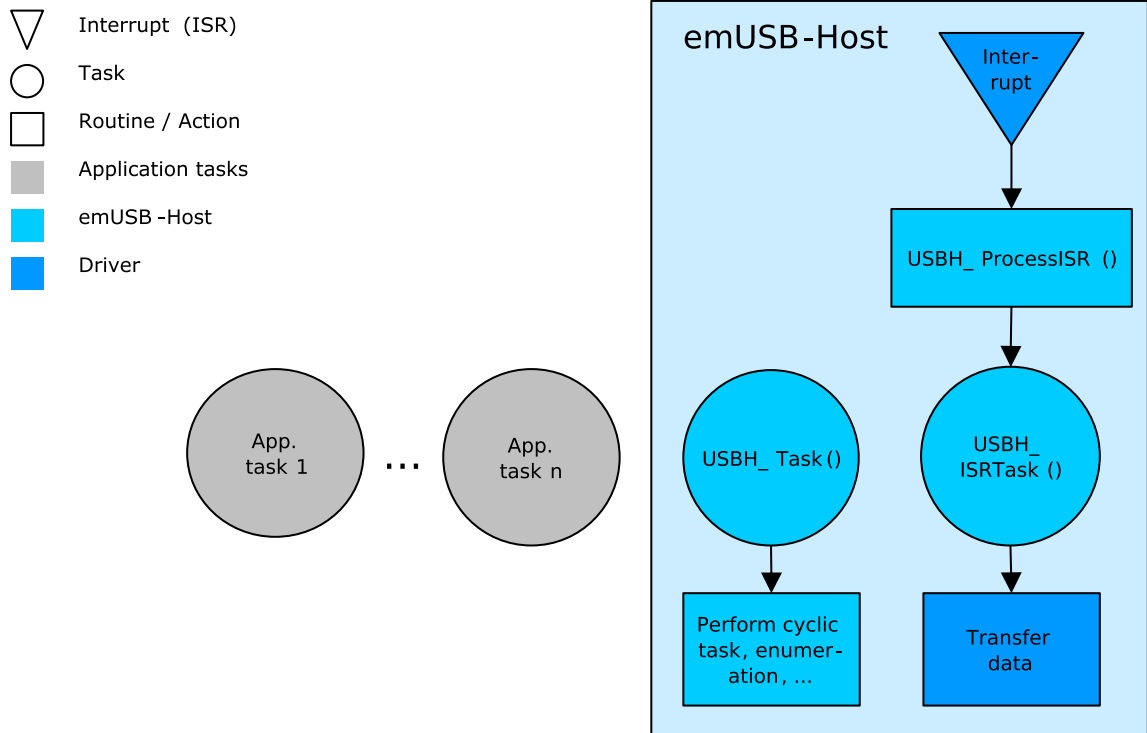 Interrupt (ISR)
Task
Routine / Action
Application tasks
emUSB-Host
Driver
emUSB-Host
Inter-
rupt
USBH_ ProcessISR ()
App.
task 1
...
App.
task n
USBH_ Task()
USBH_
ISRTask ()
Perform cyclic
task, enumer-
ation, ...
Transfer
data